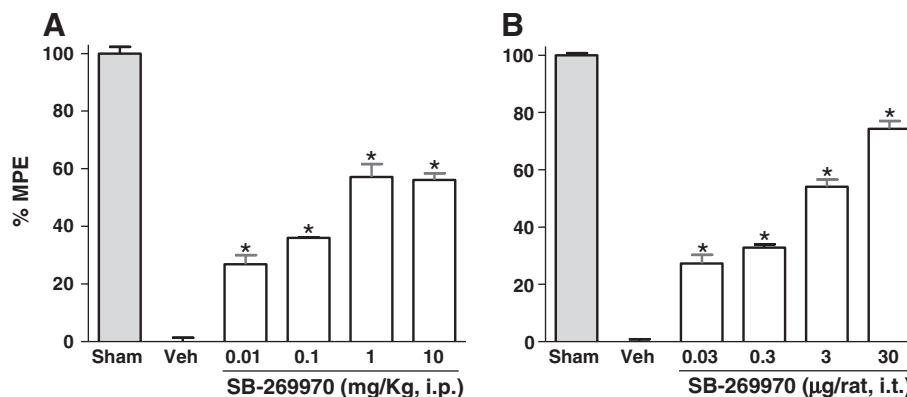 A
B
% MPE
100
80
60
40
20
0
* * * *
Sham Veh 0.01 0.1 1 10
SB-269970 (mg/Kg, i.p.)
100
80
60
40
20
0
* * * *
Sham Veh 0.03 0.3 3 30
SB-269970 (μg/rat, i.t.)